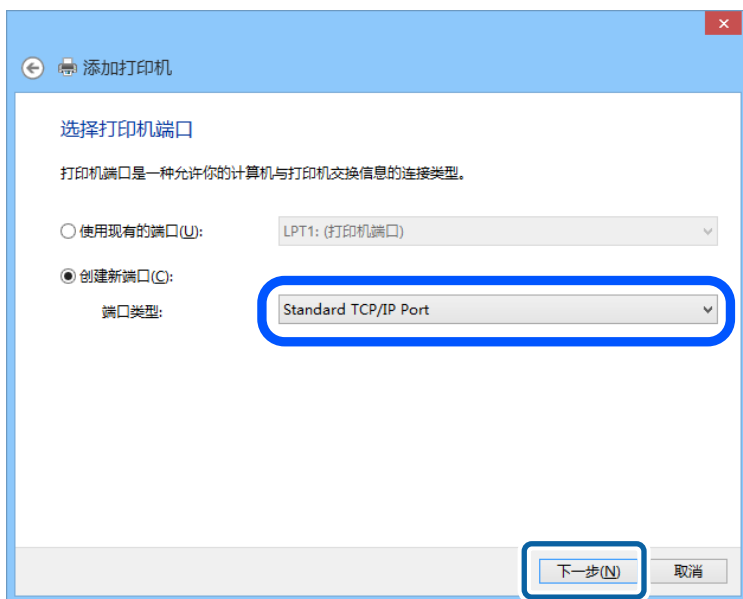 添加打印机
选择打印机端口
打印机端口是一种允许你的计算机与打印机交换信息的连接类型。
使用现有的端口(U): LPT1: (打印机端口)
创建新端口(C):
端口类型: Standard TCP/IP Port
下一步(N) 取消